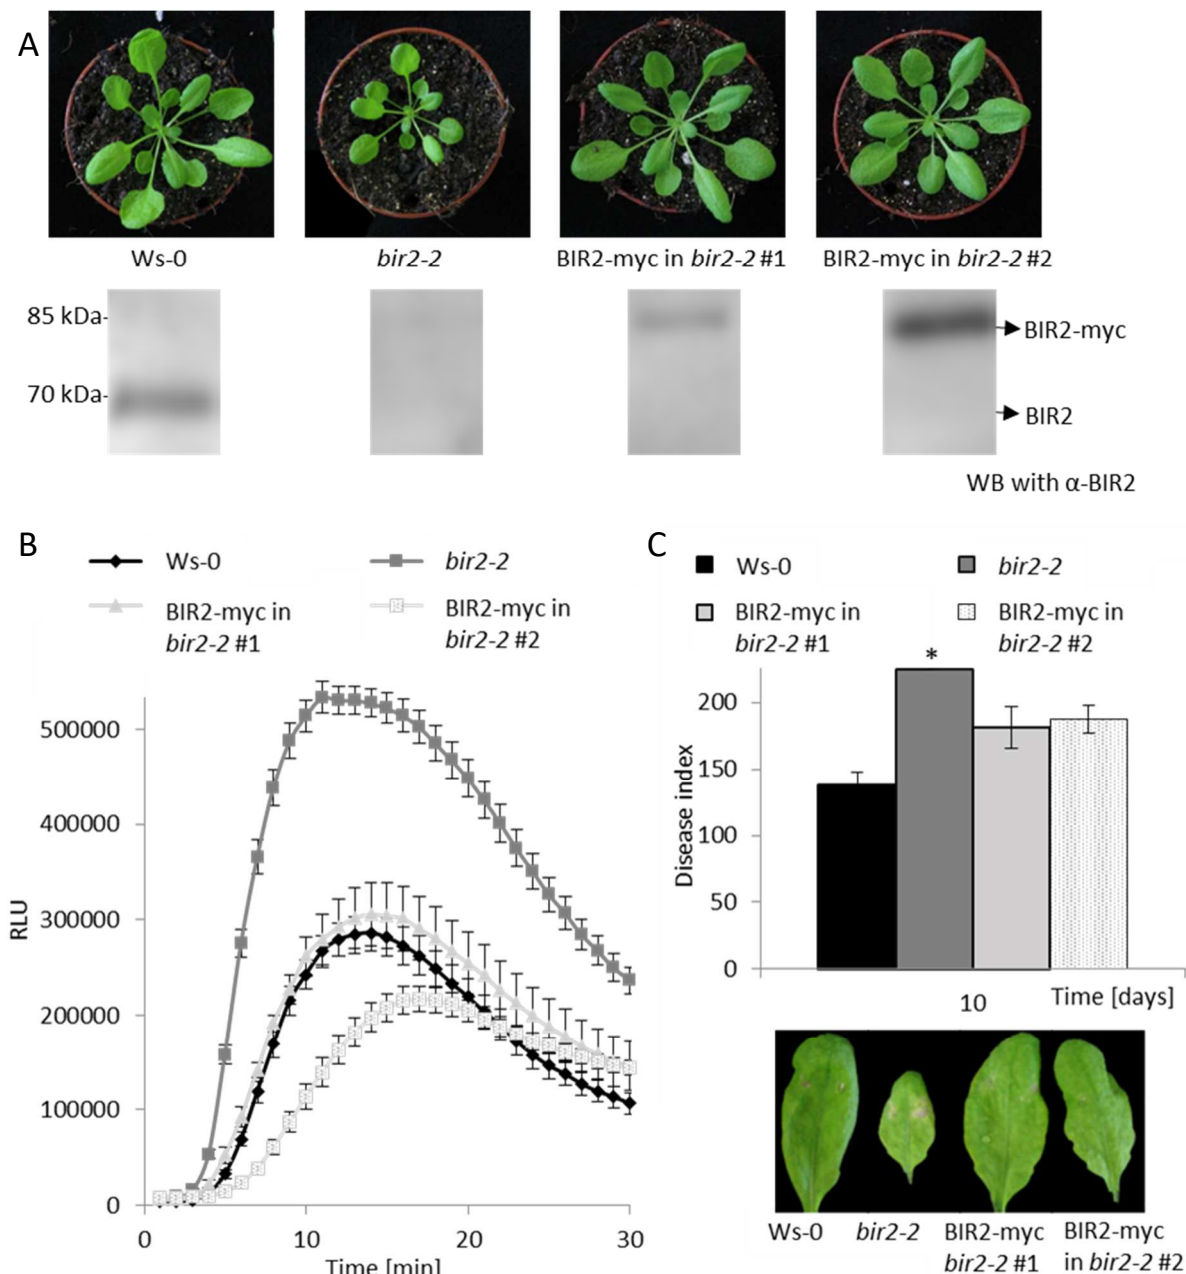 A
Ws-0
bir2-2
BIR2-myc in bir2-2 #1
BIR2-myc in bir2-2 #2
85 kDa-
70 kDa-
BIR2-myc
BIR2
WB with α-BIR2
B
Ws-0
bir2-2
BIR2-myc in
bir2-2 #1
BIR2-myc in
bir2-2 #2
RLU
500000
400000
300000
200000
100000
0
0
10
20
30
Time [min]
C
Ws-0
bir2-2
BIR2-myc in
bir2-2 #1
BIR2-myc in
bir2-2 #2
*
Disease index
200
150
100
50
0
10
Time [days]
Ws-0
bir2-2
BIR2-myc
bir2-2 #1
BIR2-myc
in bir2-2 #2